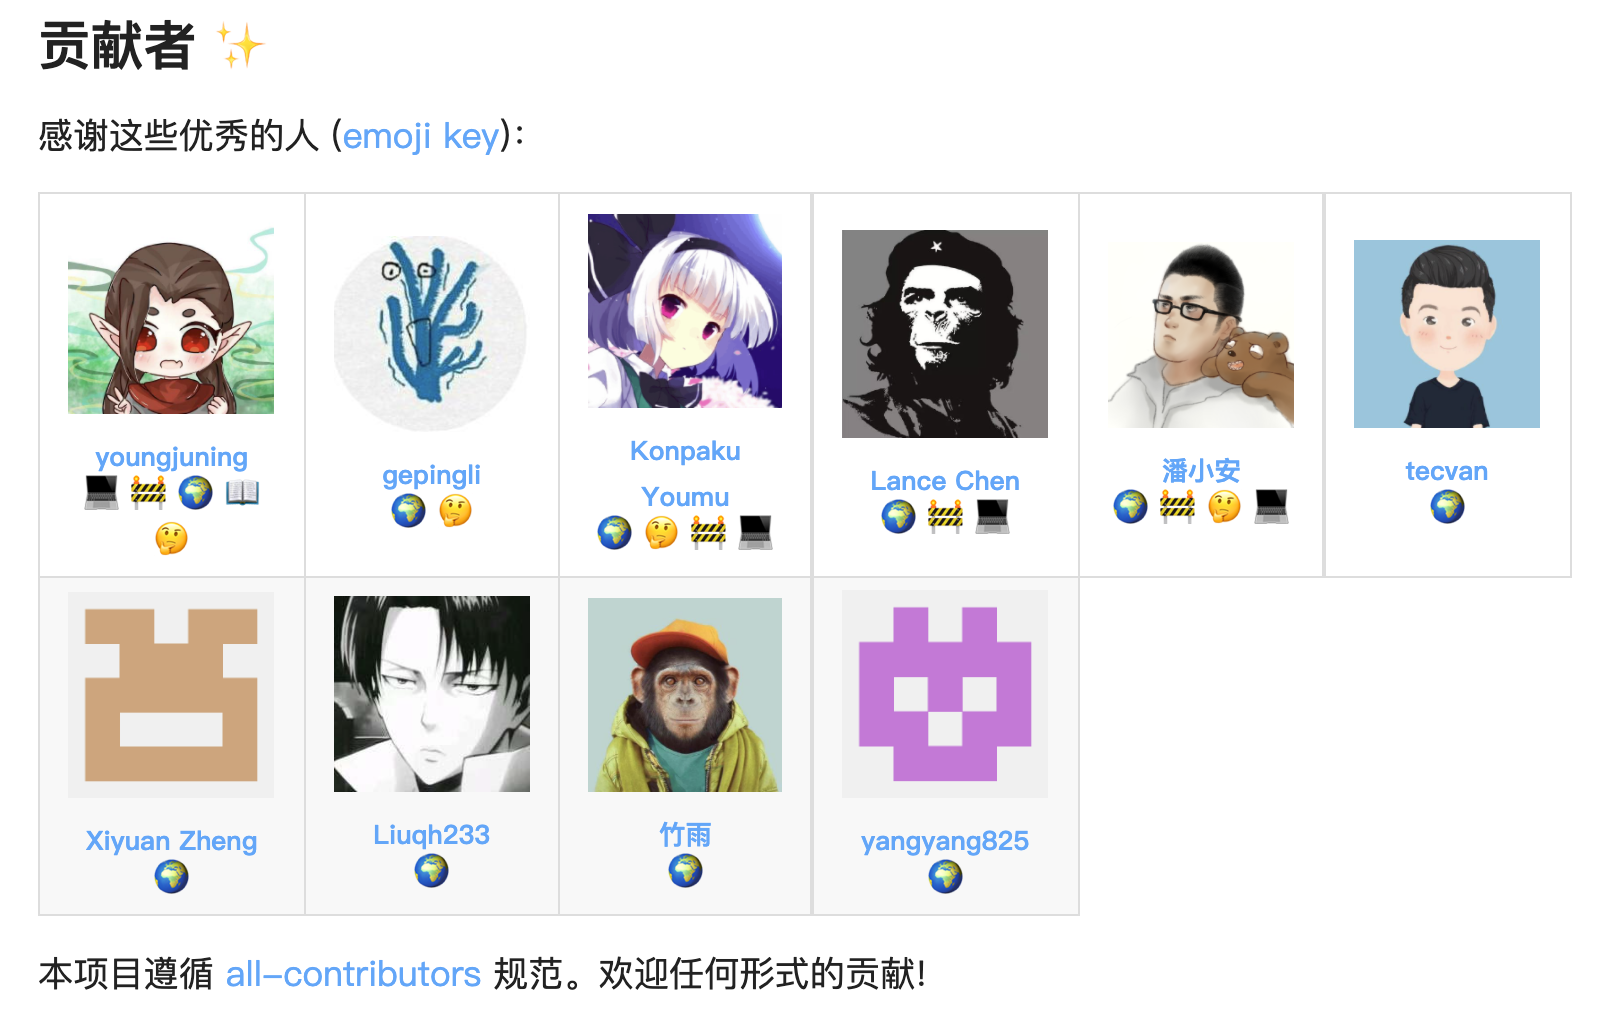 贡献者 ✨
感谢这些优秀的人 (emoji key):
youngjuning
gepingli
Konpaku
Youmu
Lance Chen
潘小安
tecvan
Xiyuan Zheng
Liuqh233
竹雨
yangyang825
本项目遵循 all-contributors 规范。欢迎任何形式的贡献!